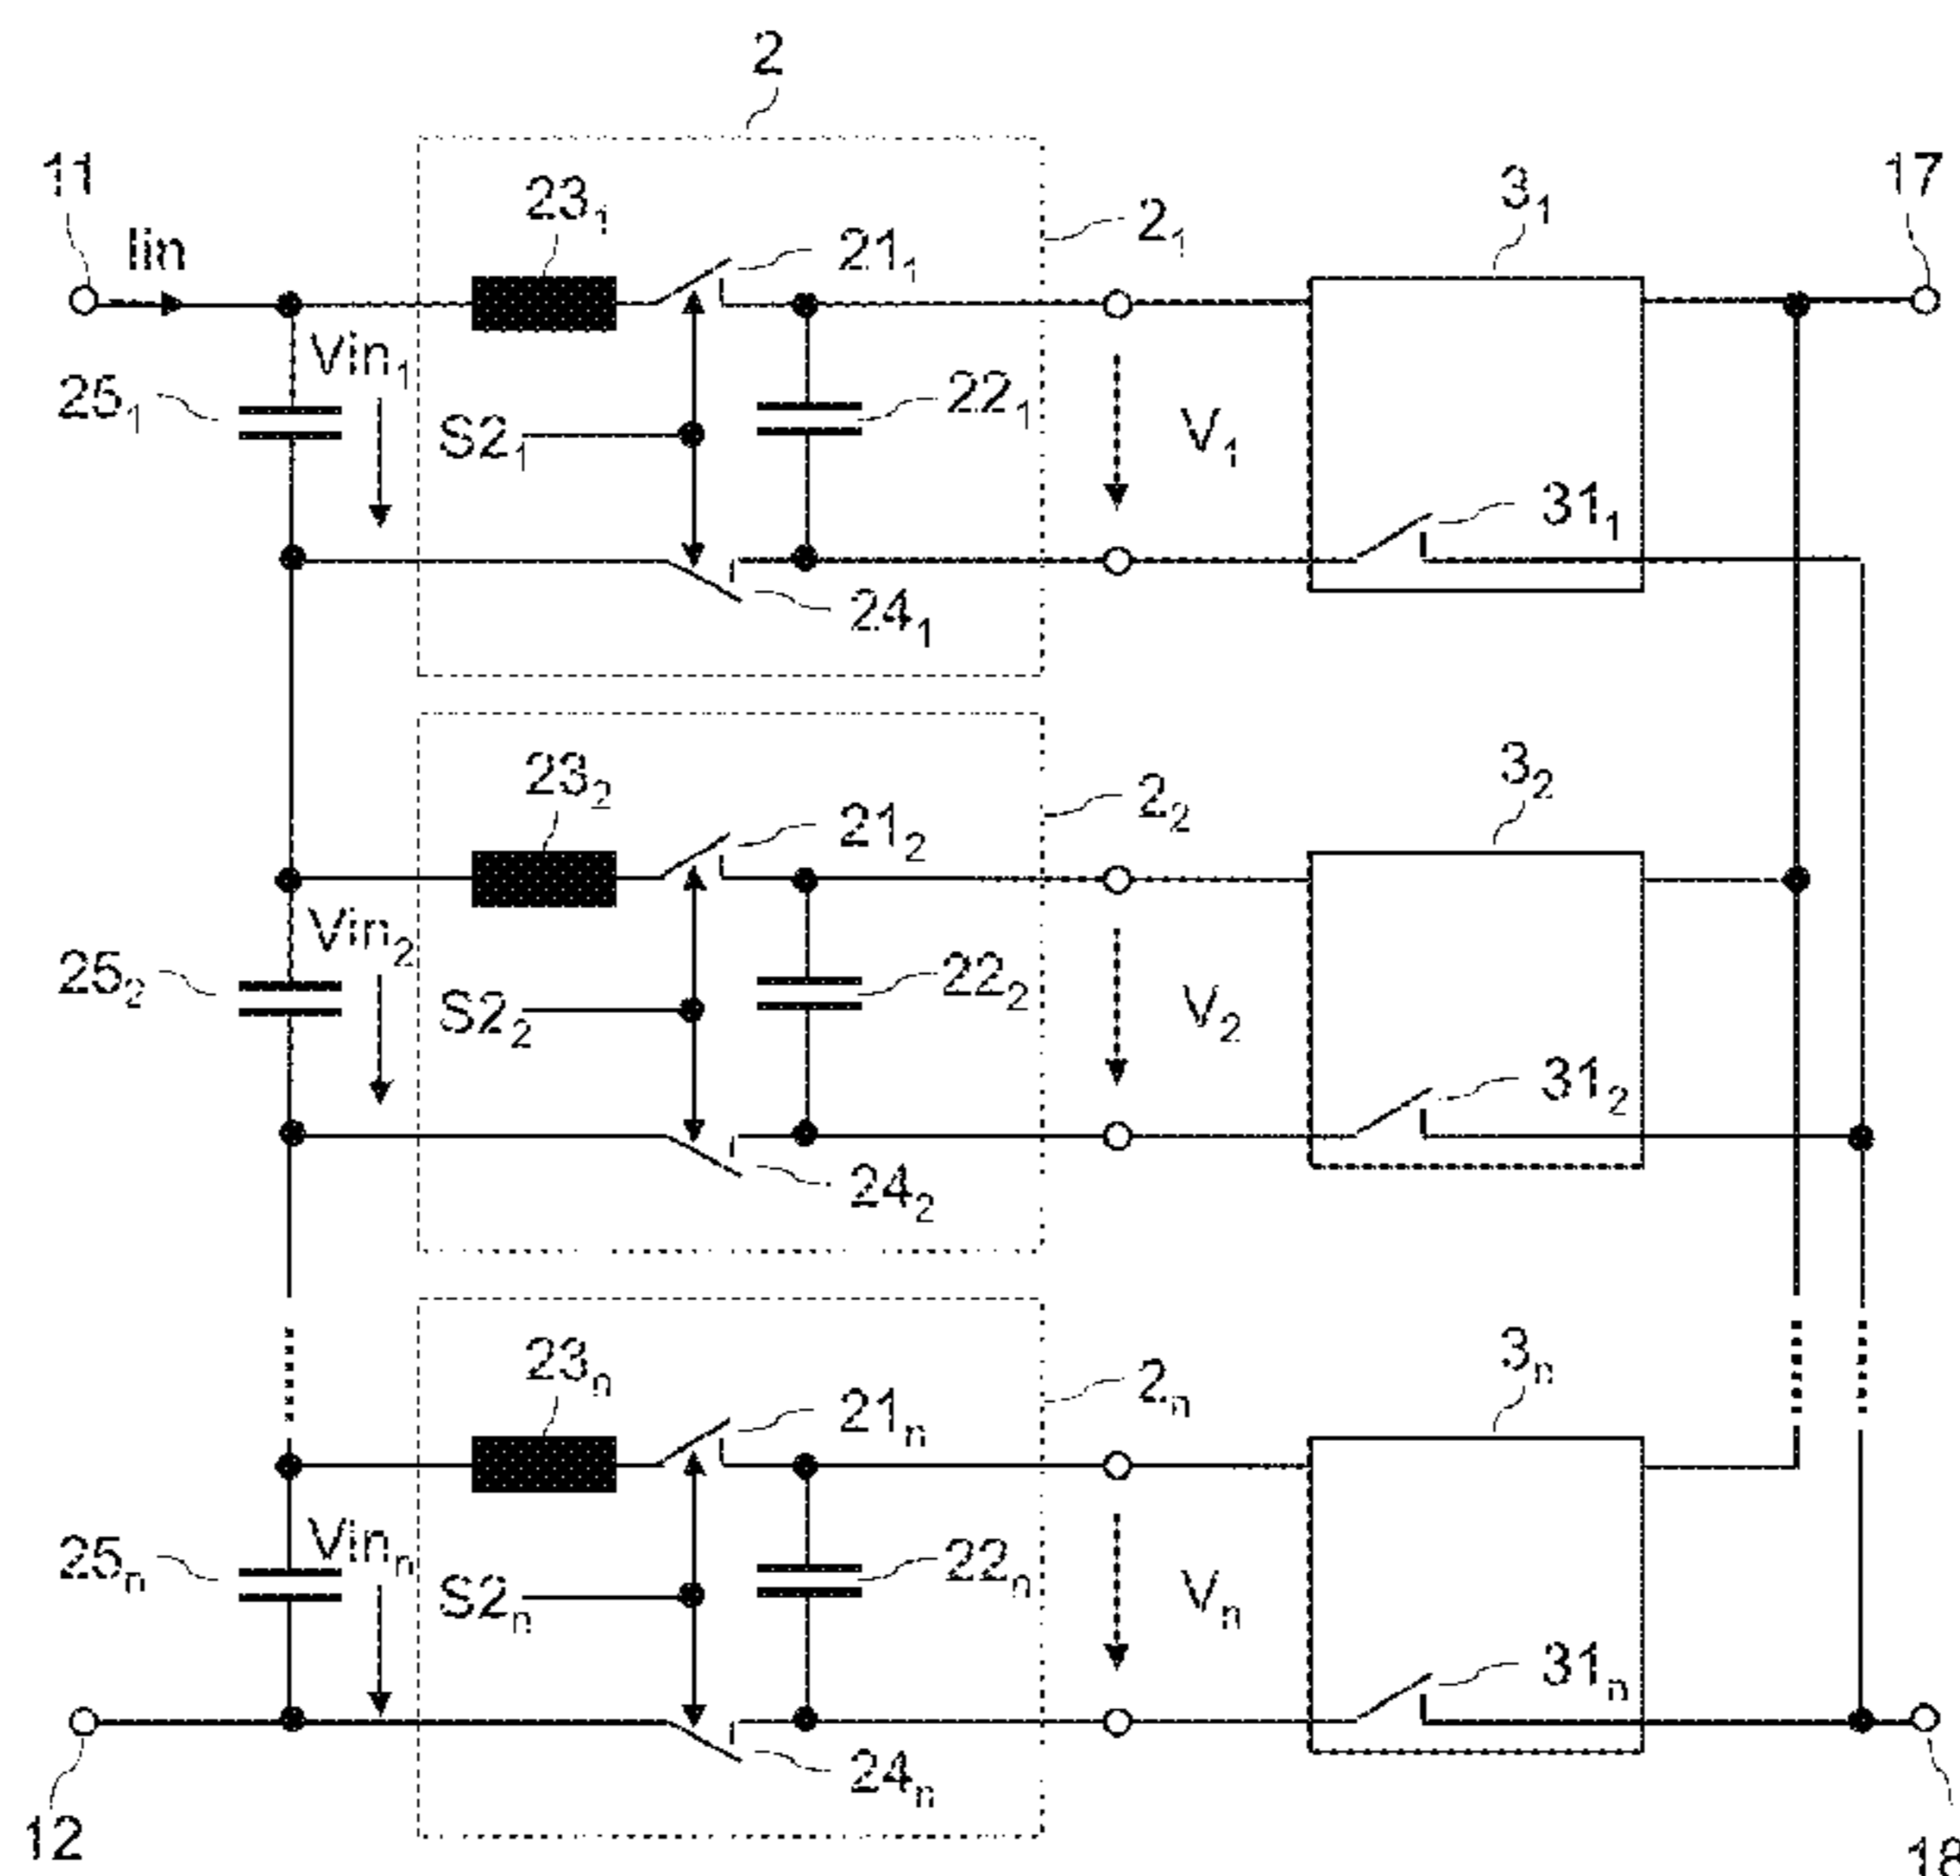 2
11
Iin
23₁
21₁
2₁
3₁
17
Vin₁
25₁
S2₁
22₁
V₁
31₁
24₁
23₂
21₂
2₂
3₂
Vin₂
25₂
S2₂
22₂
V₂
31₂
24₂
23ₙ
21ₙ
2ₙ
3ₙ
Vinₙ
25ₙ
S2ₙ
22ₙ
Vₙ
31ₙ
24ₙ
12
18